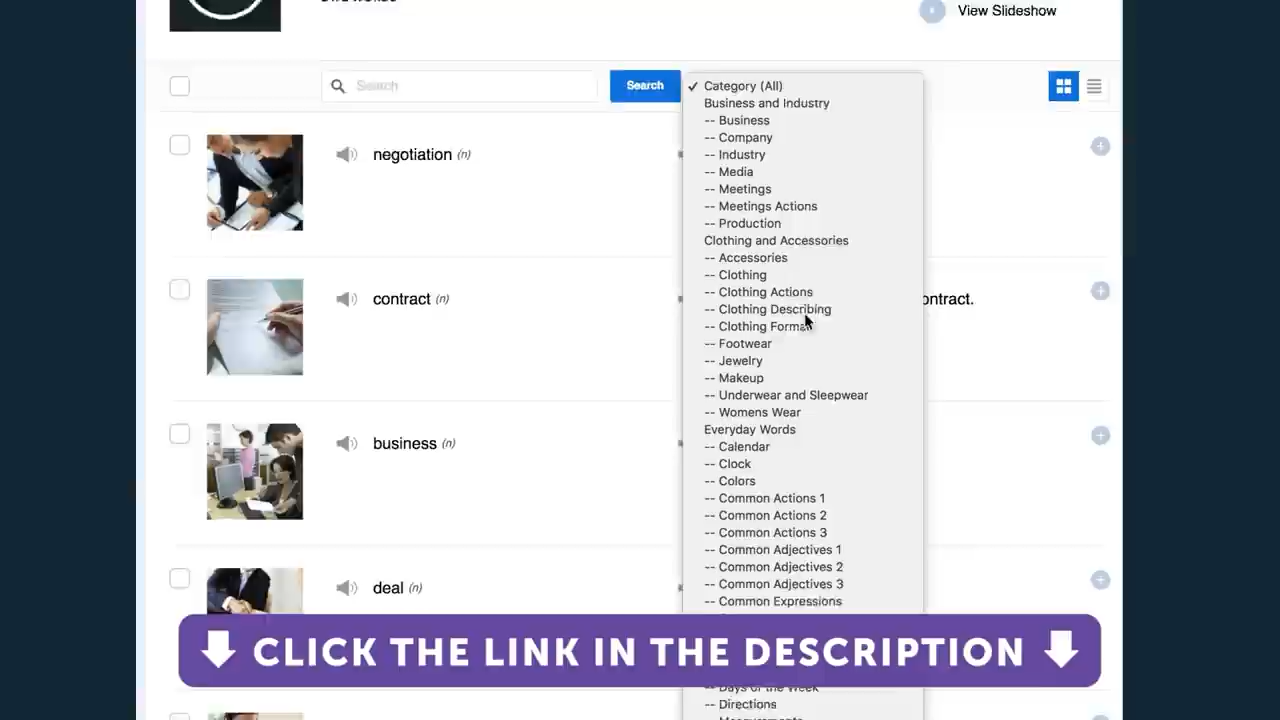 View Slideshow
Search
Search
✓ Category (All)
Business and Industry
-- Business
-- Company
-- Industry
-- Media
-- Meetings
-- Meetings Actions
-- Production
Clothing and Accessories
-- Accessories
-- Clothing
-- Clothing Actions
-- Clothing Describing
-- Clothing Formal
-- Footwear
-- Jewelry
-- Makeup
-- Underwear and Sleepwear
-- Womens Wear
Everyday Words
-- Calendar
-- Clock
-- Colors
-- Common Actions 1
-- Common Actions 2
-- Common Actions 3
-- Common Adjectives 1
-- Common Adjectives 2
-- Common Adjectives 3
-- Common Expressions
-- Days of the Week
-- Directions
negotiation (n)
contract (n)
ontract.
business (n)
deal (n)
CLICK THE LINK IN THE DESCRIPTION